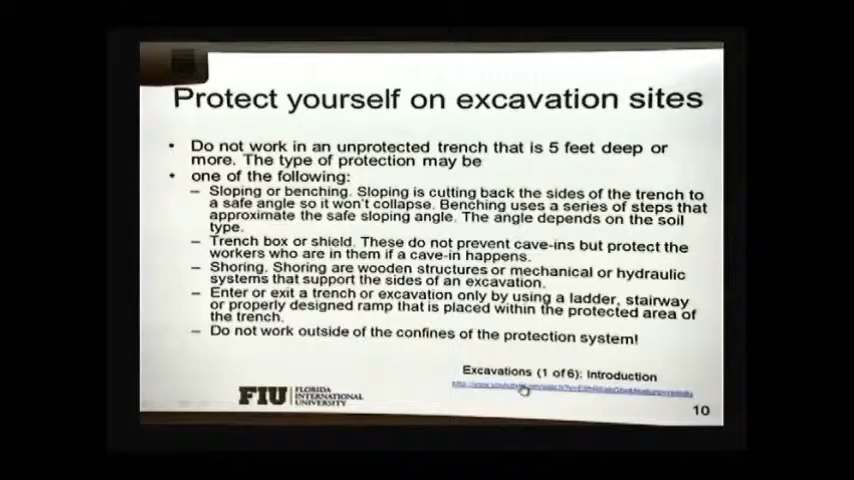 Protect yourself on excavation sites
• Do not work in an unprotected trench that is 5 feet deep or
more. The type of protection may be
• one of the following:
– Sloping or benching. Sloping is cutting back the sides of the trench to
a safe angle so it won't collapse. Benching uses a series of steps that
approximate the safe sloping angle. The angle depends on the soil
type.
– Trench box or shield. These do not prevent cave-ins but protect the
workers who are in them if a cave-in happens.
– Shoring. Shoring are wooden structures or mechanical or hydraulic
systems that support the sides of an excavation.
– Enter or exit a trench or excavation only by using a ladder, stairway
or properly designed ramp that is placed within the protected area of
the trench.
– Do not work outside of the confines of the protection system!
Excavations (1 of 6): Introduction
FIU
FLORIDA
INTERNATIONAL
UNIVERSITY
10